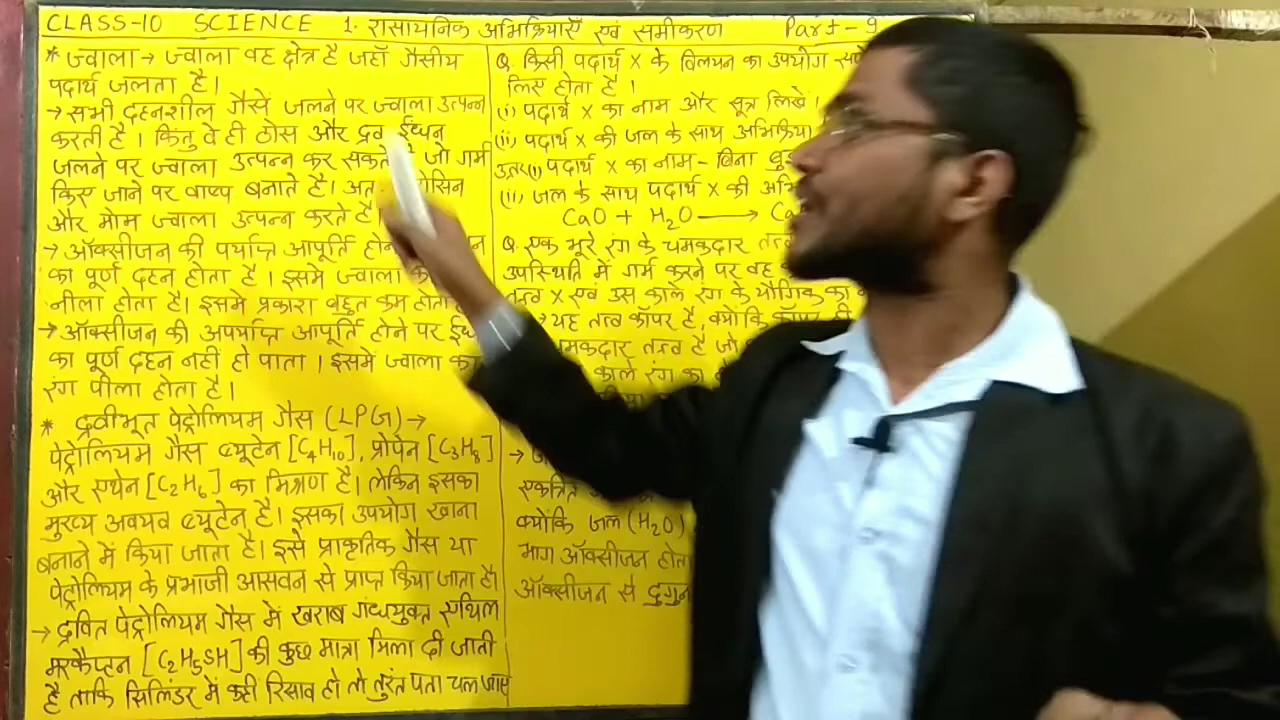 CLASS-10 SCIENCE 1. रासायनिक अभिक्रियाएँ एवं समीकरण Part-9
* ज्वाला → ज्वाला वह क्षेत्र है जहाँ गैसीय
पदार्थ जलता है।
→ सभी दहनशील गैसें जलने पर ज्वाला उत्पन्न
करती है। किंतु वे ही ठोस और द्रव ईंधन
जलने पर ज्वाला उत्पन्न कर सकते जो गर्म
किए जाने पर वाष्प बनाते हैं।
और मोम ज्वाला उत्पन्न करते हैं
→ ऑक्सीजन की पर्याप्त आपूर्ति
का पूर्ण दहन होता है। इसमें ज्वाला
नीला होता है। इसमें प्रकाश बहुत कम होता
→ ऑक्सीजन की अपर्याप्त आपूर्ति होने पर
का पूर्ण दहन नहीं हो पाता। इसमें ज्वाला का
रंग पीला होता है।
* द्रवीभूत पेट्रोलियम गैस (LPG) →
पेट्रोलियम गैस ब्यूटेन [C₄H₁₀], प्रोपेन [C₃H₈]
और एथेन [C₂H₆] का मिश्रण है। लेकिन इसका
मुख्य अवयव ब्यूटेन है। इसका उपयोग खाना
बनाने में किया जाता है। इसे प्राकृतिक गैस या
पेट्रोलियम के प्रभाजी आसवन से प्राप्त किया जाता है।
→ द्रवित पेट्रोलियम गैस में खराब गंधयुक्त एथिल
मरकैप्टन [C₂H₅SH] की कुछ मात्रा मिला दी जाती
है ताकि सिलिंडर में कही रिसाव हो तो तुरंत पता चल जाए
Q. किसी पदार्थ X के विलयन का उपयोग
लिए होता है।
(i) पदार्थ X का नाम और सूत्र लिखें।
(ii) पदार्थ X की जल के साथ अभिक्रिया
उत्तर(i) पदार्थ X का नाम - बिना
(ii) जल के साथ पदार्थ X की
CaO + H₂O ⟶
Q. एक भूरे रंग के चमकदार तत्व
उपस्थिति में गर्म करने पर वह
तत्व X एवं उस काले रंग के यौगिक का
यह तत्व कॉपर है, क्योंकि कॉपर ही
तत्व है जो
काले रंग का
एकत्रित
क्योंकि जल (H₂O)
भाग ऑक्सीजन होता
ऑक्सीजन से दुगुन